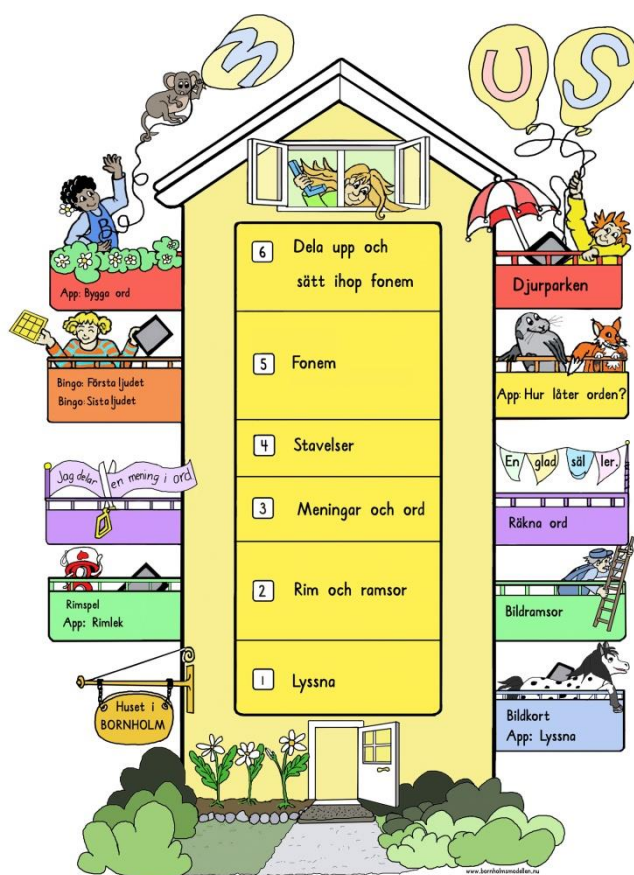 M
U S
B
6 Dela upp och
sätt ihop fonem
App: Bygga ord
Djurparken
5 Fonem
Bingo: Första ljudet
Bingo: Sista ljudet
App: Hur låter orden?
4 Stavelser
Jag delar en mening i ord
En glad säl ler.
3 Meningar och ord
Räkna ord
2 Rim och ramsor
Rimspel
App: Rimlek
Bildramsor
1 Lyssna
Huset i
BORNHOLM
Bildkort
App: Lyssna
www.bornholmsmodellen.nu